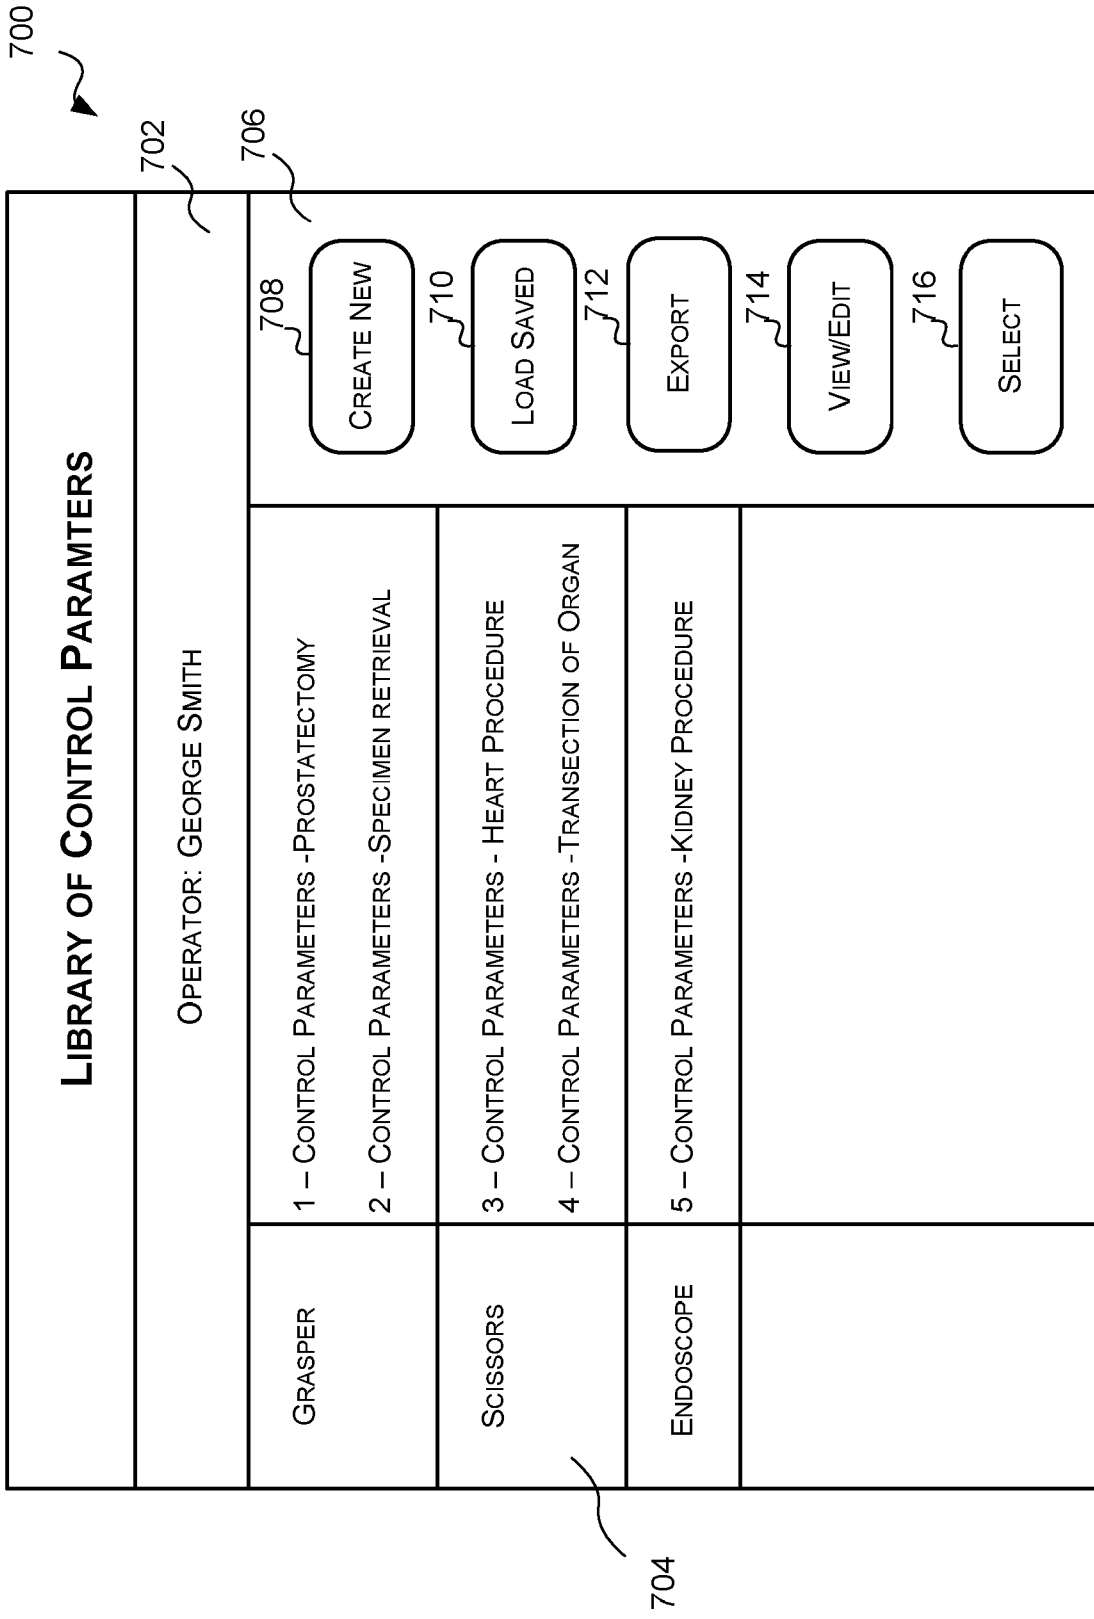 700
LIBRARY OF CONTROL PARAMTERS
702
OPERATOR: GEORGE SMITH
706
GRASPER
1 – CONTROL PARAMETERS -PROSTATECTOMY
2 – CONTROL PARAMETERS -SPECIMEN RETRIEVAL
SCISSORS
3 – CONTROL PARAMETERS - HEART PROCEDURE
4 – CONTROL PARAMETERS -TRANSECTION OF ORGAN
ENDOSCOPE
5 – CONTROL PARAMETERS -KIDNEY PROCEDURE
708
CREATE NEW
710
LOAD SAVED
712
EXPORT
714
VIEW/EDIT
716
SELECT
704